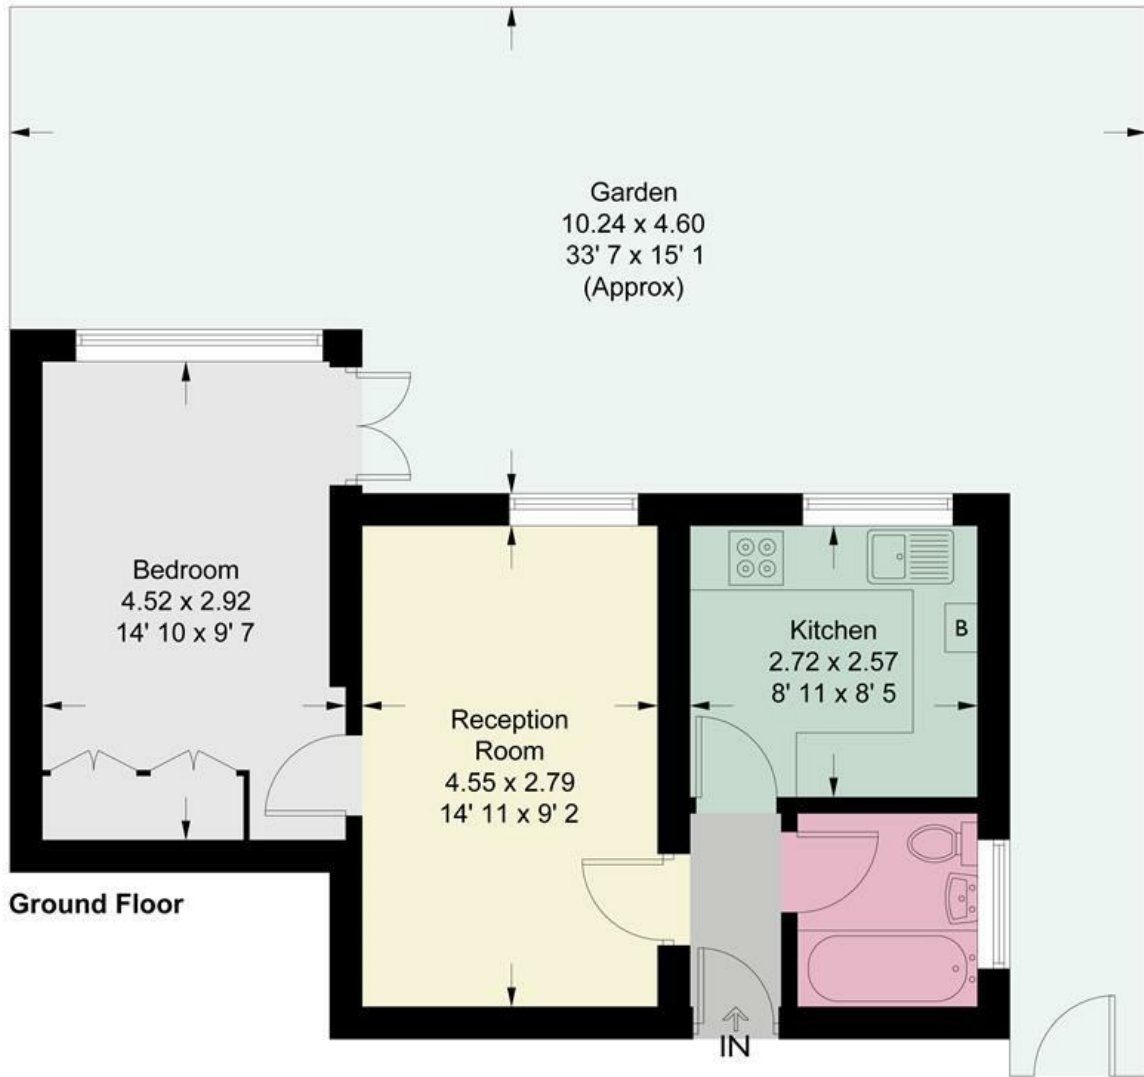 Garden
10.24 x 4.60
33' 7 x 15' 1
(Approx)
Bedroom
4.52 x 2.92
14' 10 x 9' 7
Reception
Room
4.55 x 2.79
14' 11 x 9' 2
Kitchen
2.72 x 2.57
8' 11 x 8' 5
B
Ground Floor
IN